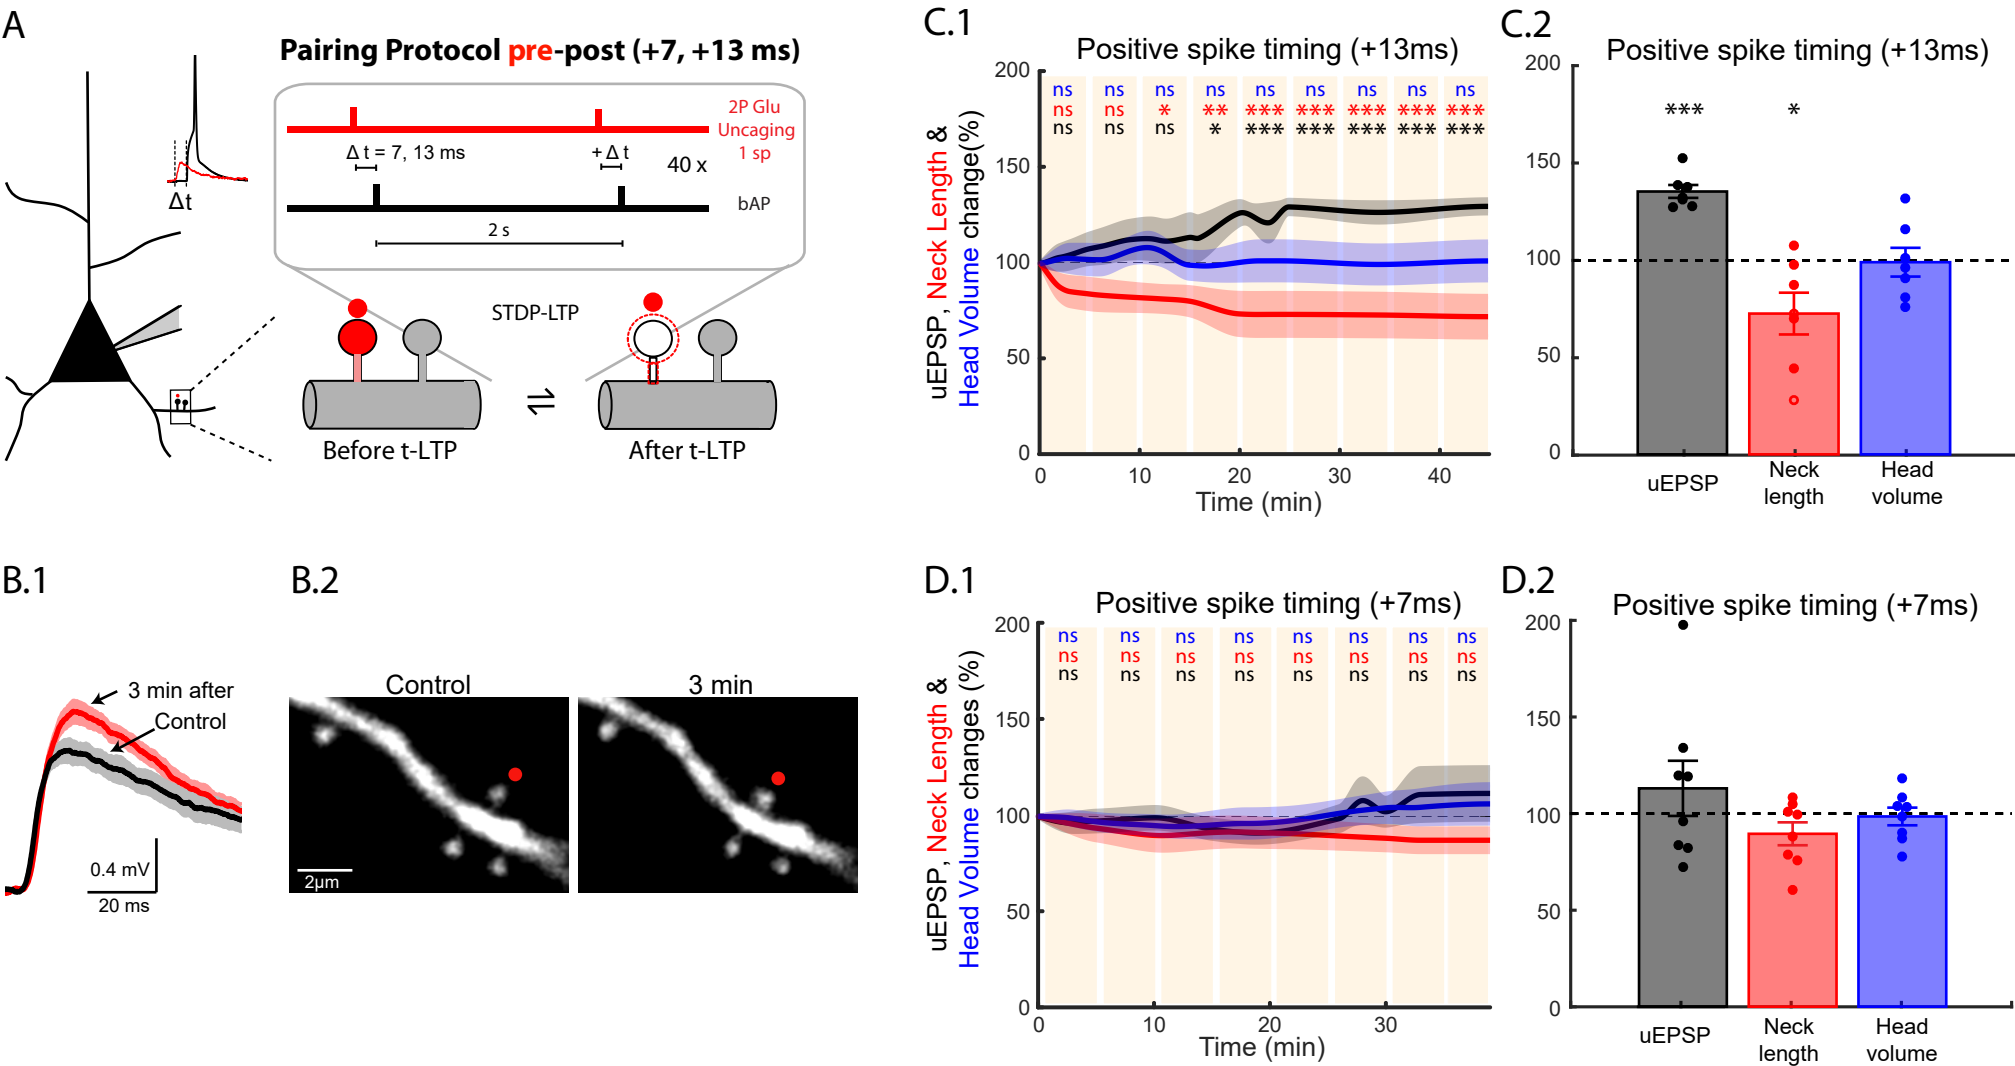 A
Pairing Protocol pre-post (+7, +13 ms)
2P Glu
Uncaging
1 sp
Δ t = 7, 13 ms
+ Δ t
40 x
bAP
2 s
Δt
STDP-LTP
Before t-LTP
After t-LTP
B.1
3 min after
Control
0.4 mV
20 ms
B.2
Control
3 min
2μm
C.1
Positive spike timing (+13ms)
uEPSP, Neck Length &
Head Volume change(%)
200
150
100
50
0
ns ns ns ns ns ns ns ns ns
ns ns * ** *** *** *** *** ***
ns ns ns * *** *** *** *** ***
0 10 20 30 40
Time (min)
C.2
Positive spike timing (+13ms)
200
150
100
50
0
*** *
uEPSP
Neck
length
Head
volume
D.1
Positive spike timing (+7ms)
uEPSP, Neck Length &
Head Volume changes (%)
200
150
100
50
0
ns ns ns ns ns ns ns ns
ns ns ns ns ns ns ns ns
ns ns ns ns ns ns ns ns
0 10 20 30
Time (min)
D.2
Positive spike timing (+7ms)
200
150
100
50
0
uEPSP
Neck
length
Head
volume